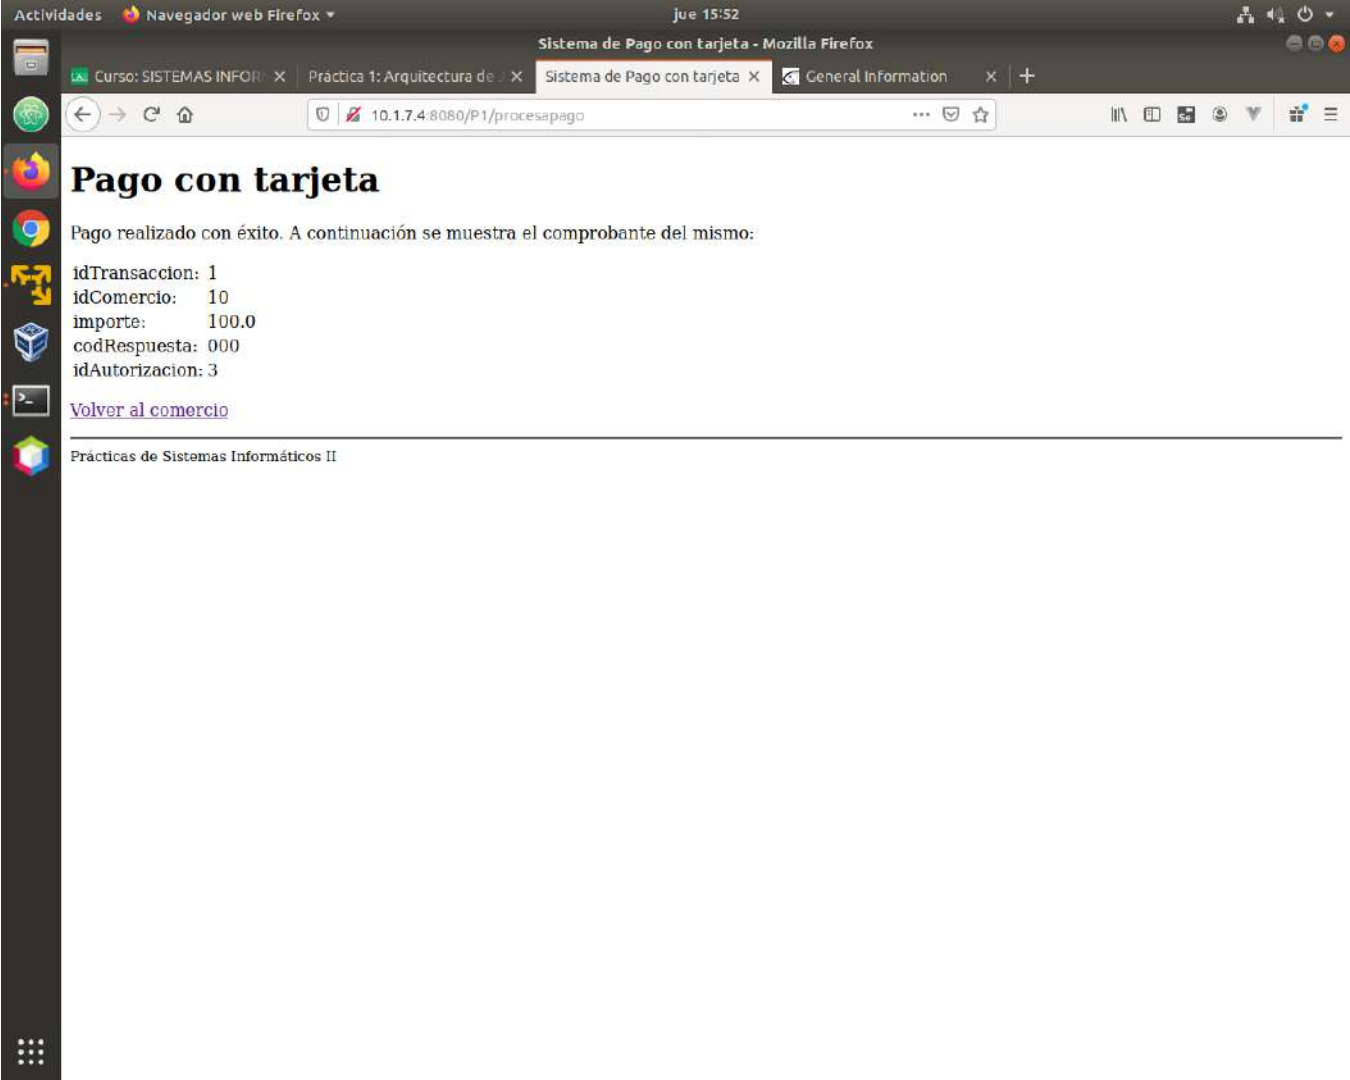 Actividades Navegador web Firefox jue 15:52
Sistema de Pago con tarjeta - Mozilla Firefox
Curso: SISTEMAS INFOR Práctica 1: Arquitectura de J Sistema de Pago con tarjeta General Information
10.1.7.4:8080/P1/procesapago
Pago con tarjeta
Pago realizado con éxito. A continuación se muestra el comprobante del mismo:
idTransaccion: 1
idComercio: 10
importe: 100.0
codRespuesta: 000
idAutorizacion: 3
Volver al comercio
Prácticas de Sistemas Informáticos II